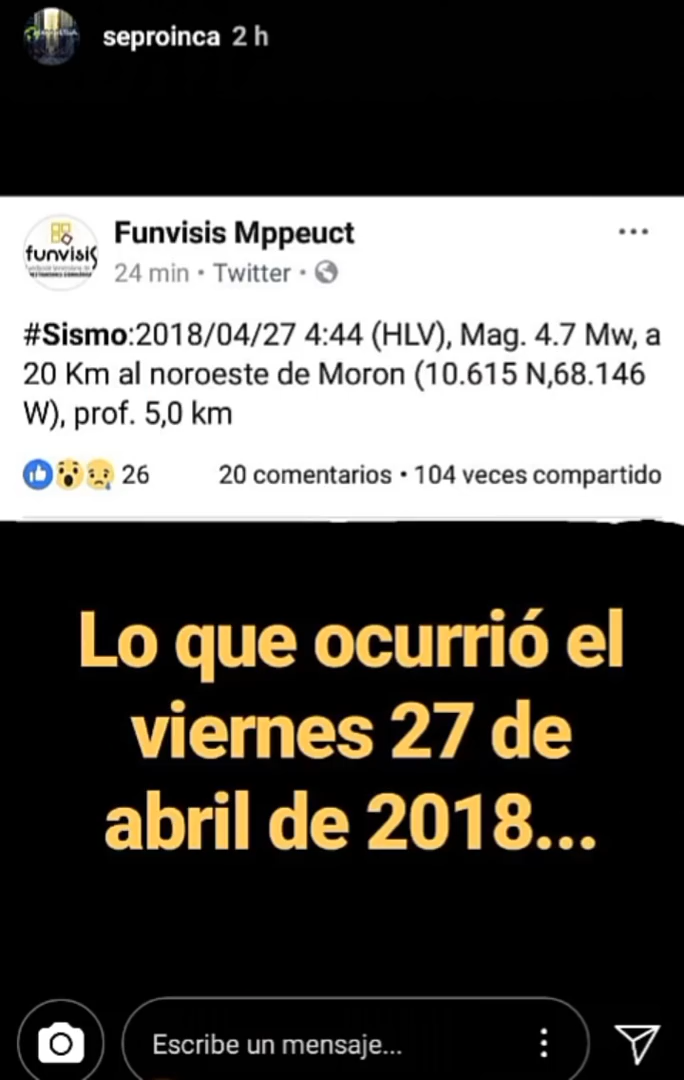 seproinca 2 h
funvisis
Funvisis Mppeuct
24 min • Twitter •
#Sismo:2018/04/27 4:44 (HLV), Mag. 4.7 Mw, a
20 Km al noroeste de Moron (10.615 N,68.146
W), prof. 5,0 km
26 20 comentarios • 104 veces compartido
Lo que ocurrió el
viernes 27 de
abril de 2018...
Escribe un mensaje...